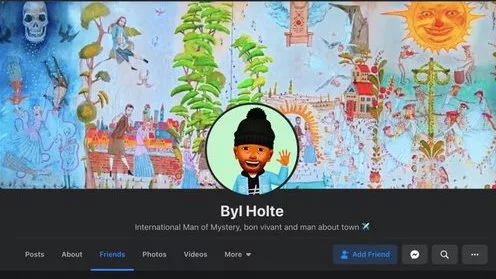 Byl Holte
International Man of Mystery, bon vivant and man about town ✈️
Posts About Friends Photos Videos More Add Friend